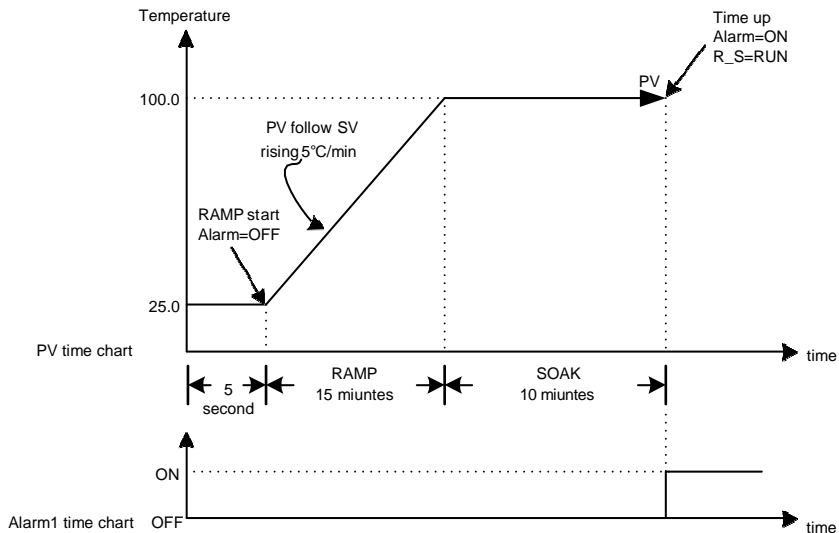 Temperature
Time up
Alarm=ON
R_S=RUN
PV
100.0
PV follow SV
rising 5°C/min
RAMP start
Alarm=OFF
25.0
PV time chart
time
5
second
RAMP
15 miuntes
SOAK
10 miuntes
ON
Alarm1 time chart
OFF
time